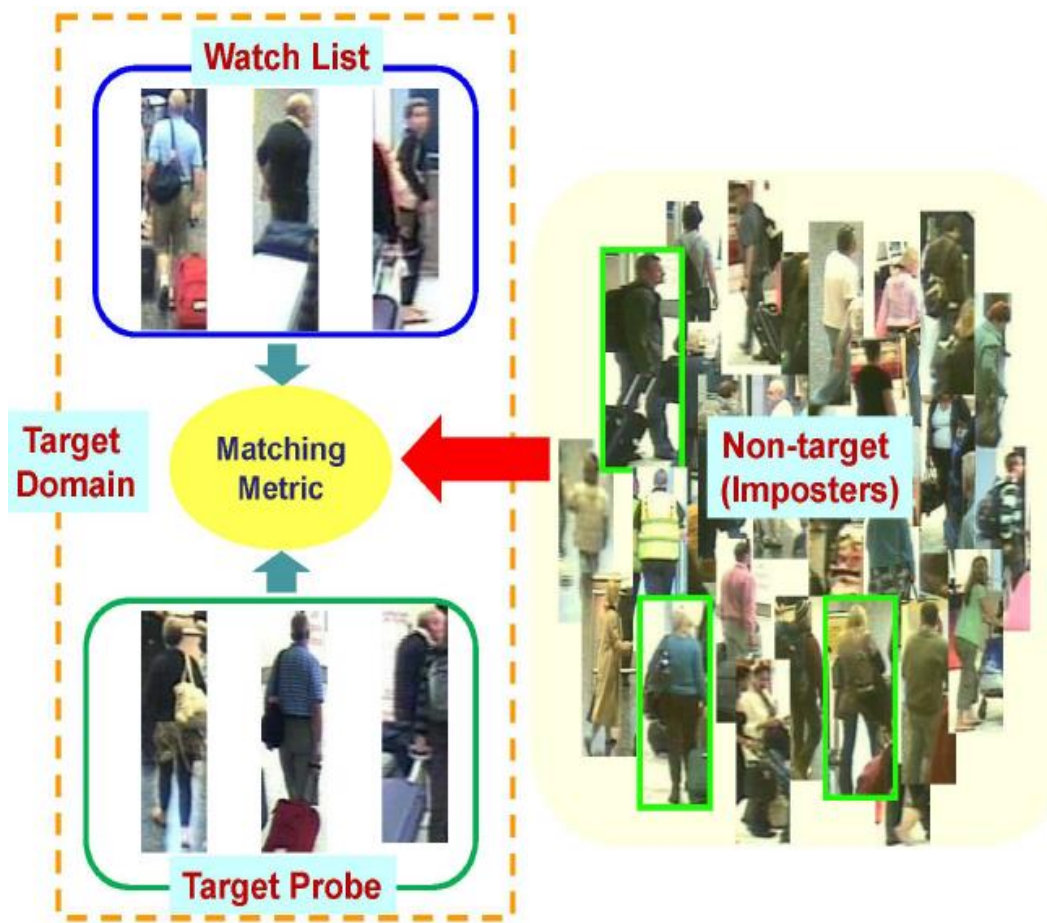 Watch List
Target
Domain
Matching
Metric
Non-target
(Imposters)
Target Probe